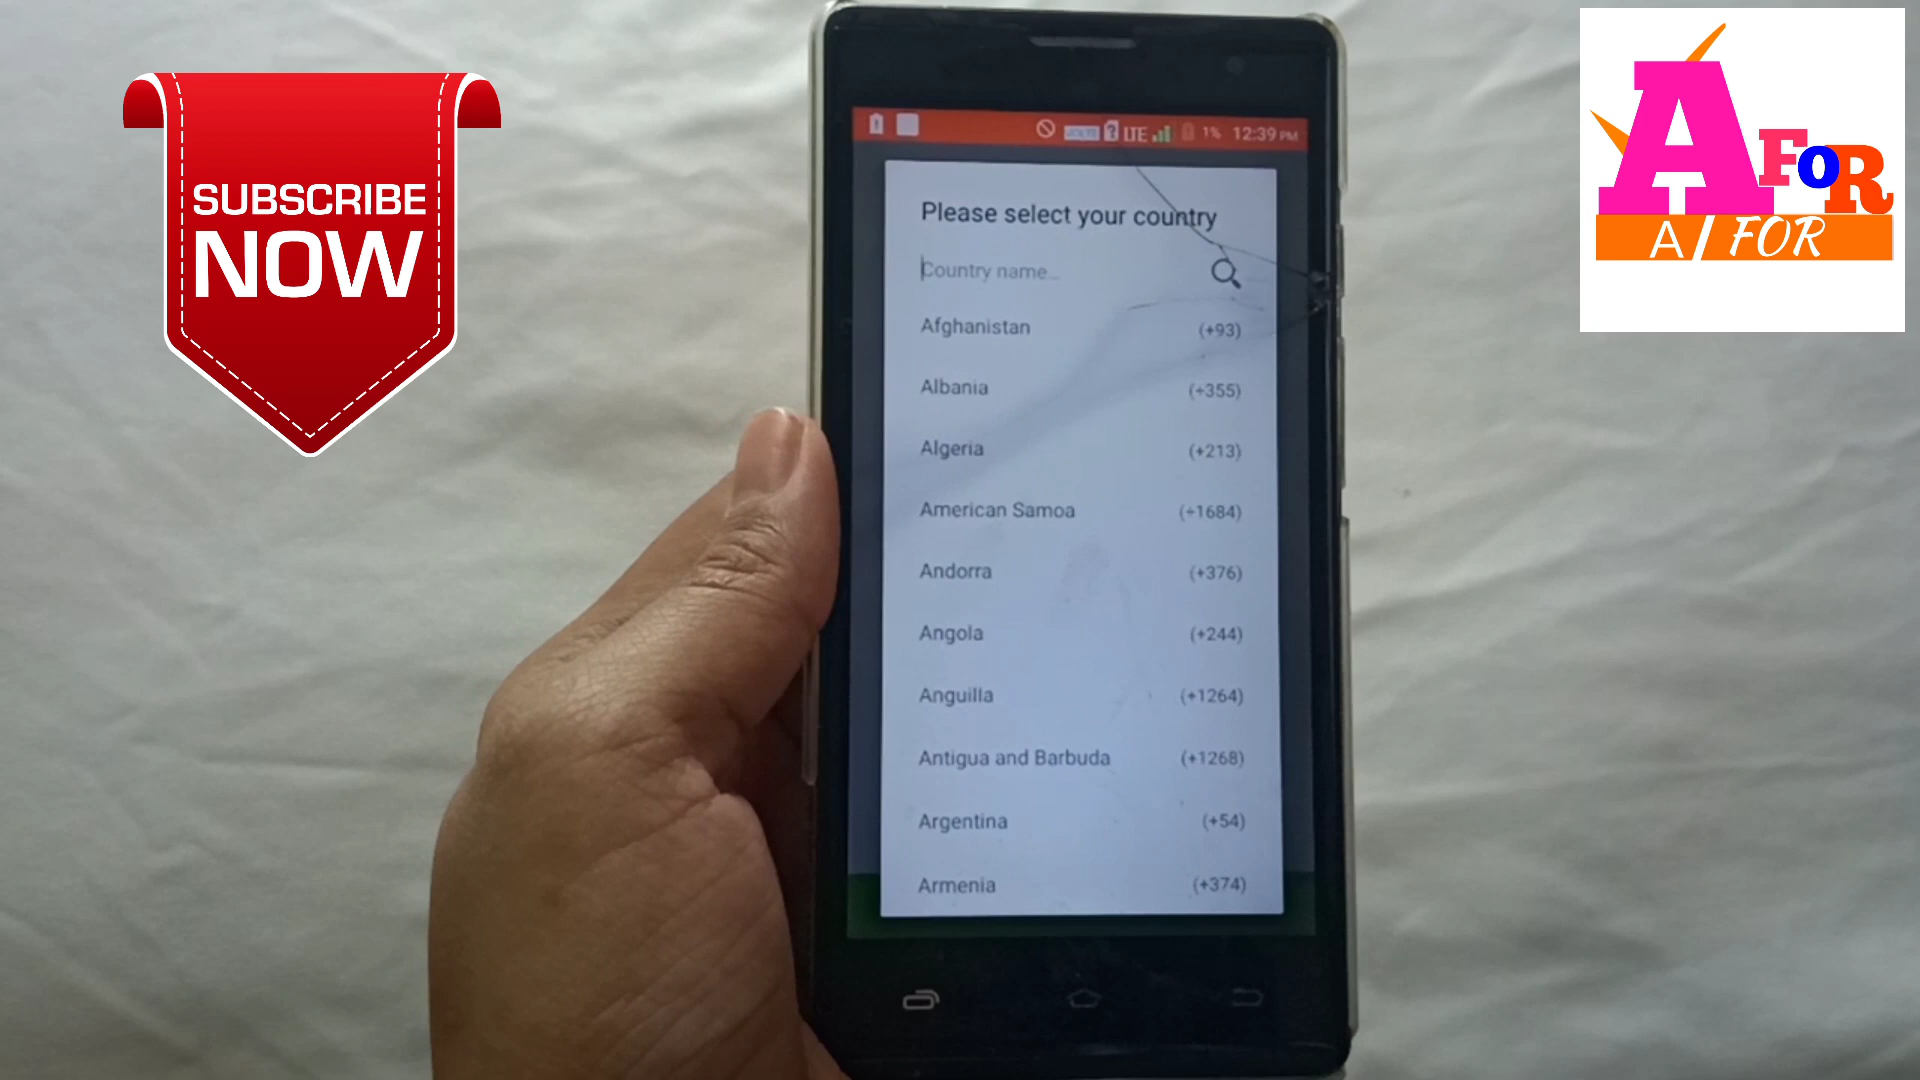 SUBSCRIBE
NOW
A FOR
A/FOR
VOLTE LTE 1% 12:39 PM
Please select your country
Country name...
Afghanistan (+93)
Albania (+355)
Algeria (+213)
American Samoa (+1684)
Andorra (+376)
Angola (+244)
Anguilla (+1264)
Antigua and Barbuda (+1268)
Argentina (+54)
Armenia (+374)